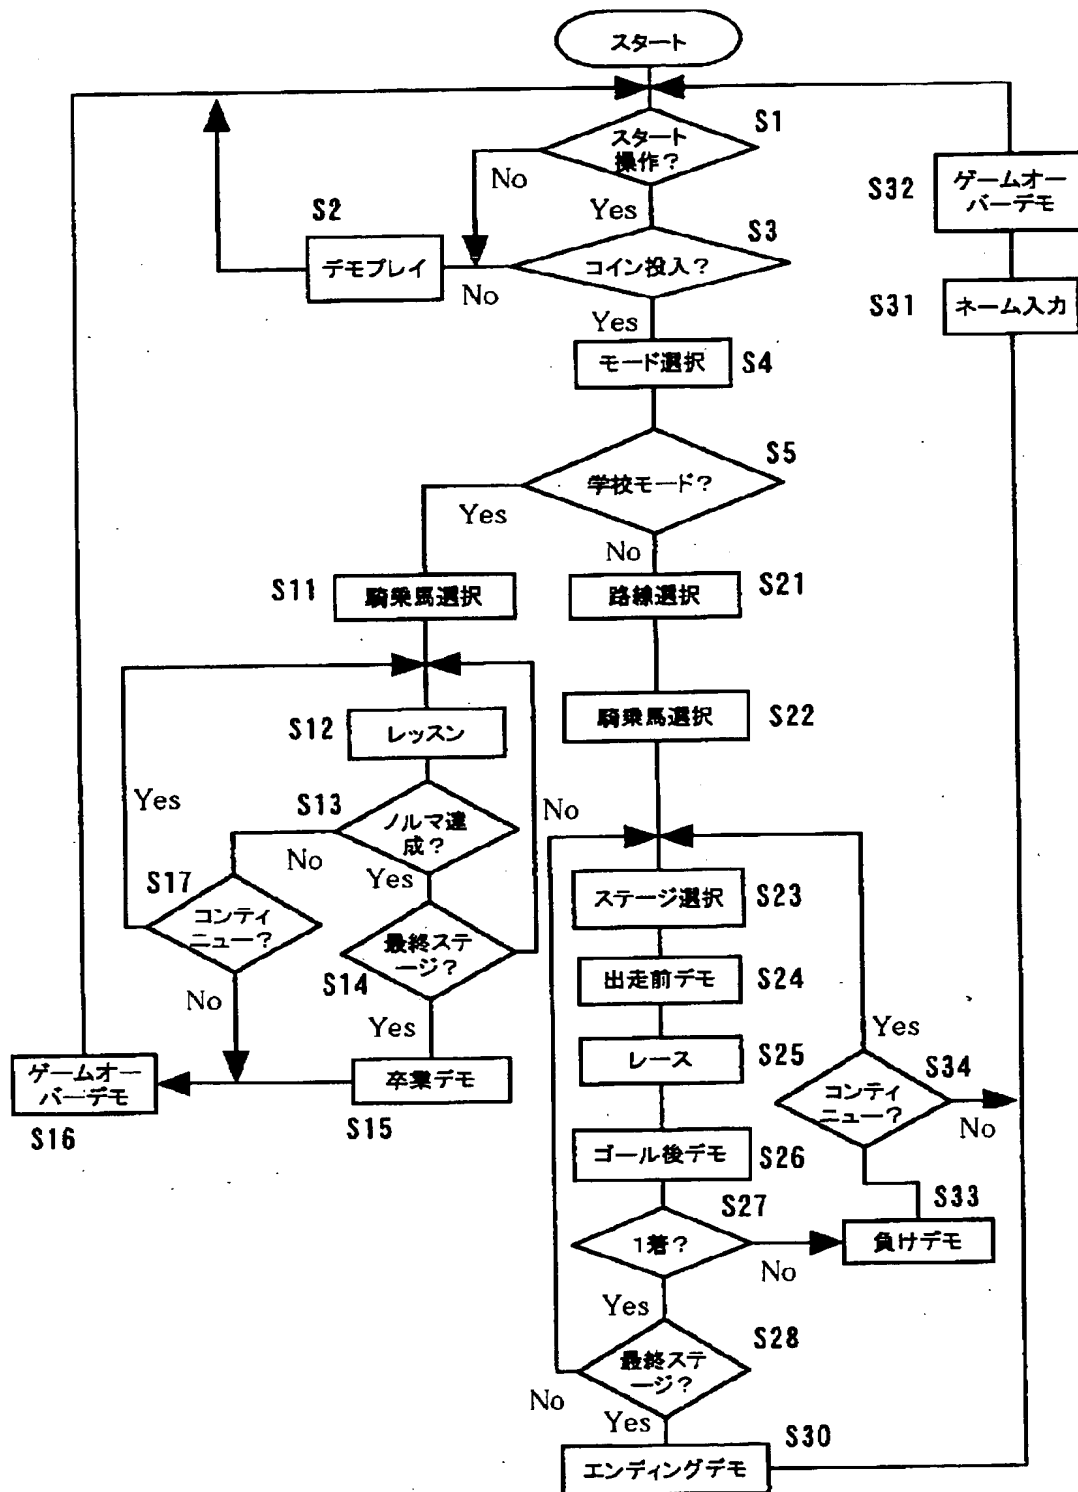 スタート
S1
スタート
操作？
No
Yes
S32
ゲームオー
バーデモ
S2
デモプレイ
No
S3
コイン投入？
Yes
S31
ネーム入力
モード選択
S4
S5
学校モード？
Yes
No
S11
騎乗馬選択
路線選択
S21
S12
レッスン
騎乗馬選択
S22
Yes
S13
ノルマ達
成？
No
Yes
No
S17
コンティ
ニュー？
No
最終ステ
ージ？
S14
Yes
ステージ選択
S23
出走前デモ
S24
Yes
ゲームオー
バーデモ
S16
卒業デモ
S15
レース
S25
S34
コンティ
ニュー？
No
ゴール後デモ
S26
S27
1着？
No
Yes
S33
負けデモ
S28
最終ステ
ージ？
No
Yes
S30
エンディングデモ